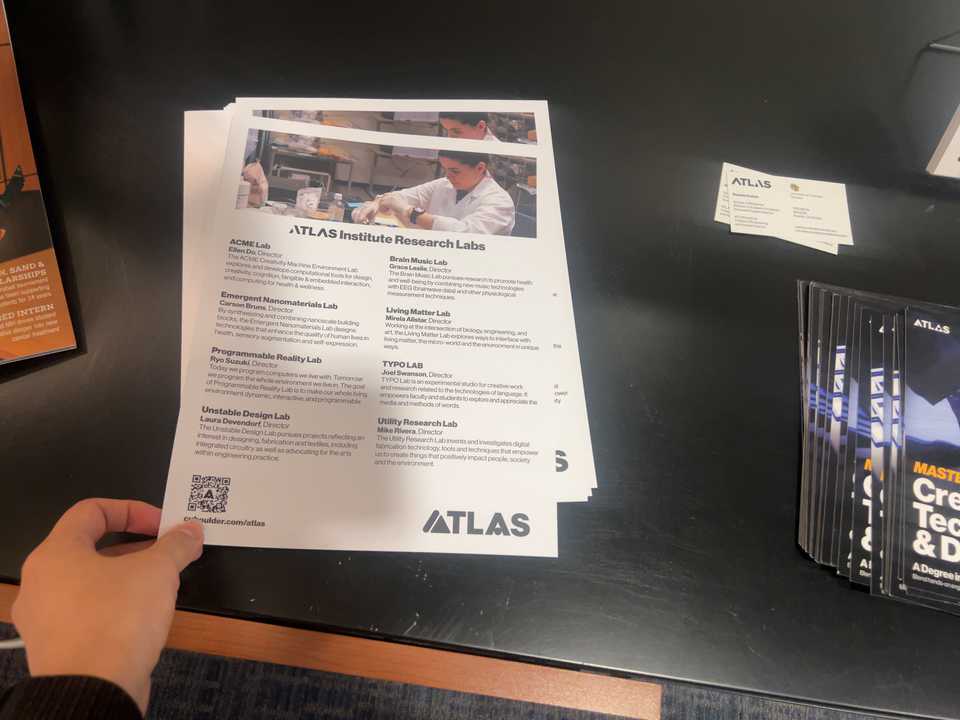 ATLAS Institute Research Labs
ACME Lab
Ellen Do, Director
The ACME Creativity Machine Environment Lab
explores and develops computational tools for design,
creativity, cognition, tangible & embedded interaction,
and computing for health & wellness.
Emergent Nanomaterials Lab
Carson Bruns, Director
By synthesizing and combining nanoscale building
blocks, the Emergent Nanomaterials Lab designs
technologies that enhance the quality of human lives in
health, sensory augmentation and self-expression.
Programmable Reality Lab
Ryo Suzuki, Director
Today we program computers we live with. Tomorrow
we program the whole environment we live in. The goal
of Programmable Reality Lab is to make our whole living
environment dynamic, interactive, and programmable.
Unstable Design Lab
Laura Devendorf, Director
The Unstable Design Lab pursues projects reflecting an
interest in designing, fabrication and textiles, including
integrated circuitry as well as advocating for the arts
within engineering practice.
Brain Music Lab
Grace Leslie, Director
The Brain Music Lab pursues research to promote health
and well-being by combining new music technologies
with EEG (brainwave data) and other physiological
measurement techniques.
Living Matter Lab
Mirela Alistar, Director
Working at the intersection of biology, engineering, and
art, the Living Matter Lab explores ways to interface with
living matter, the micro-world and the environment in unique
ways.
TYPO LAB
Joel Swanson, Director
TYPO Lab is an experimental studio for creative work
and research related to the technologies of language. It
empowers faculty and students to explore and appreciate the
media and methods of words.
Utility Research Lab
Mike Rivera, Director
The Utility Research Lab invents and investigates digital
fabrication technology, tools and techniques that empower
us to create things that positively impact people, society
and the environment.
oulder.com/atlas
ATLAS
S
SAND &
LARSHIPS
ED INTERN
cancer treatment
ATLAS
ATLAS
MASTE
Cre
Tec
& D
A Degree in
Blend hands-on